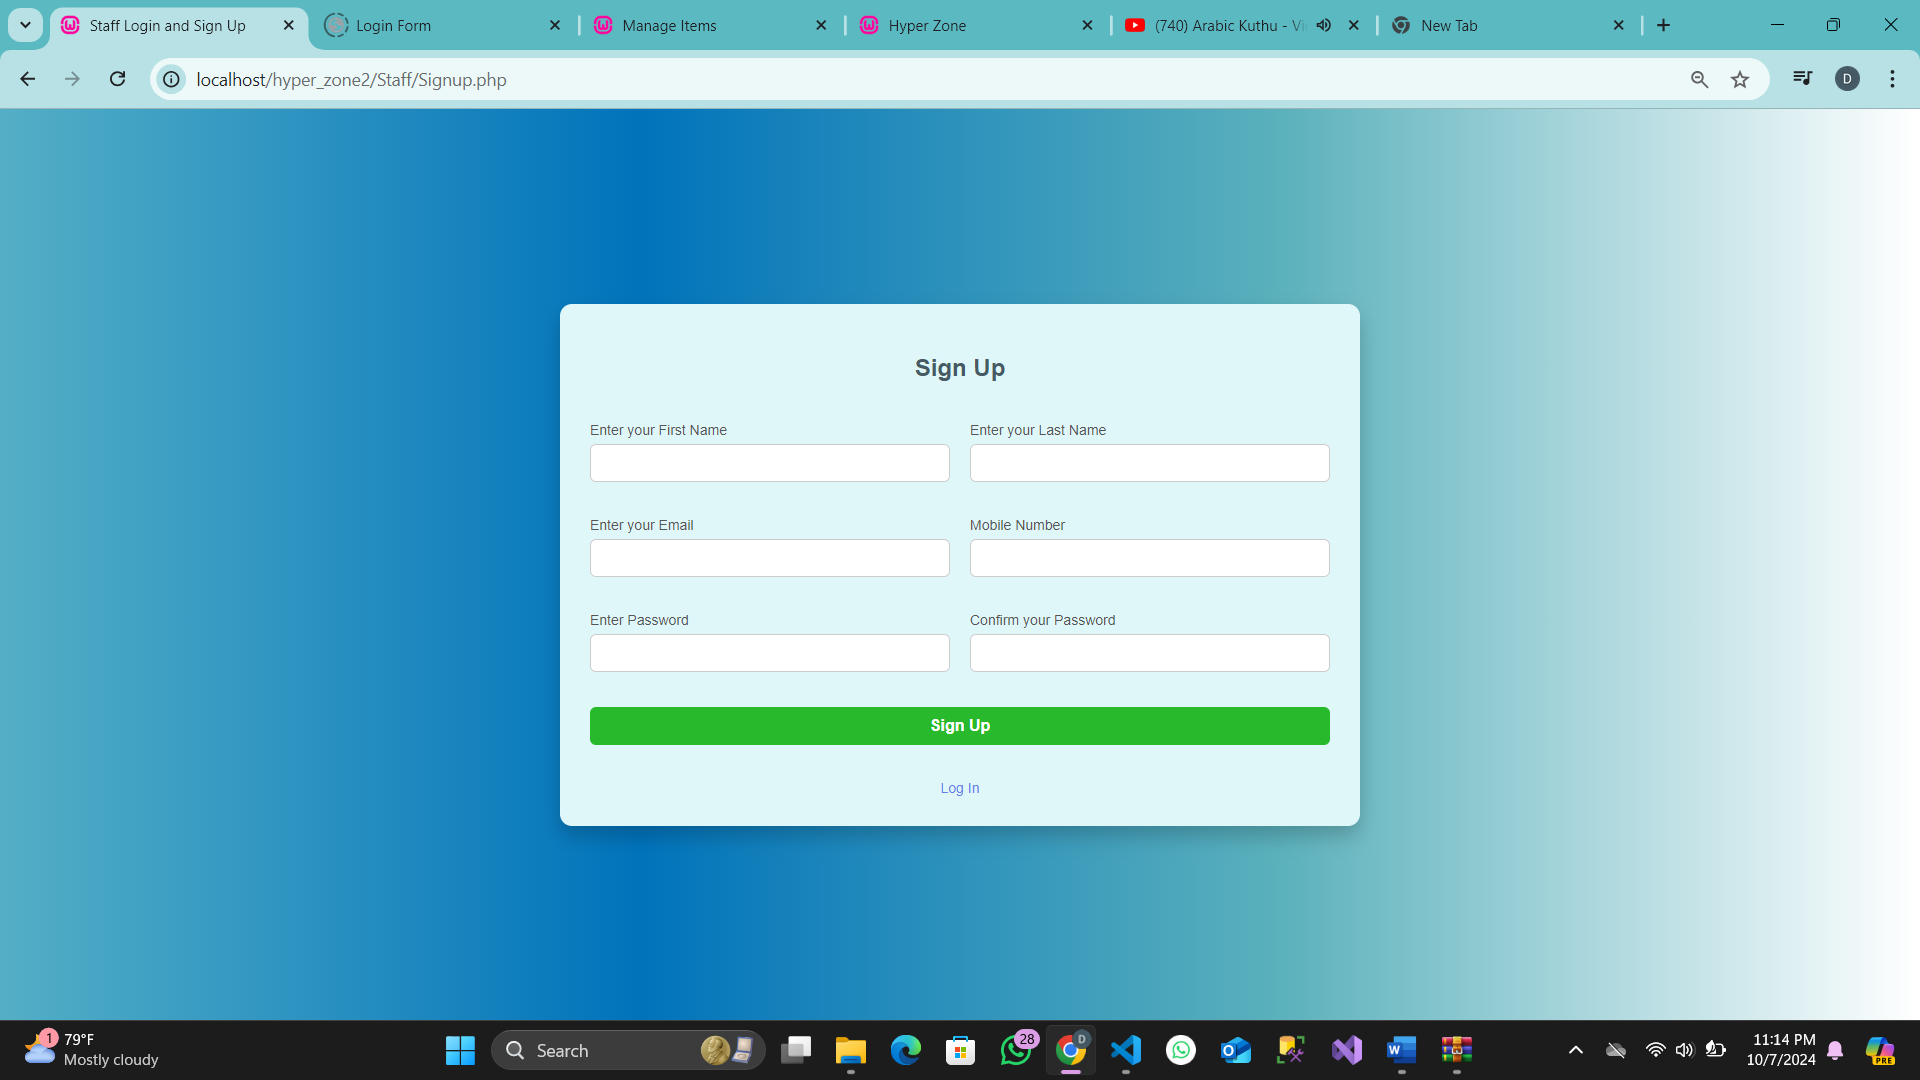 Staff Login and Sign Up
Login Form
Manage Items
Hyper Zone
(740) Arabic Kuthu - Vi
New Tab
localhost/hyper_zone2/Staff/Signup.php
D
Sign Up
Enter your First Name
Enter your Last Name
Enter your Email
Mobile Number
Enter Password
Confirm your Password
Sign Up
Log In
1
79°F
Mostly cloudy
Search
28
D
11:14 PM
10/7/2024
PRE